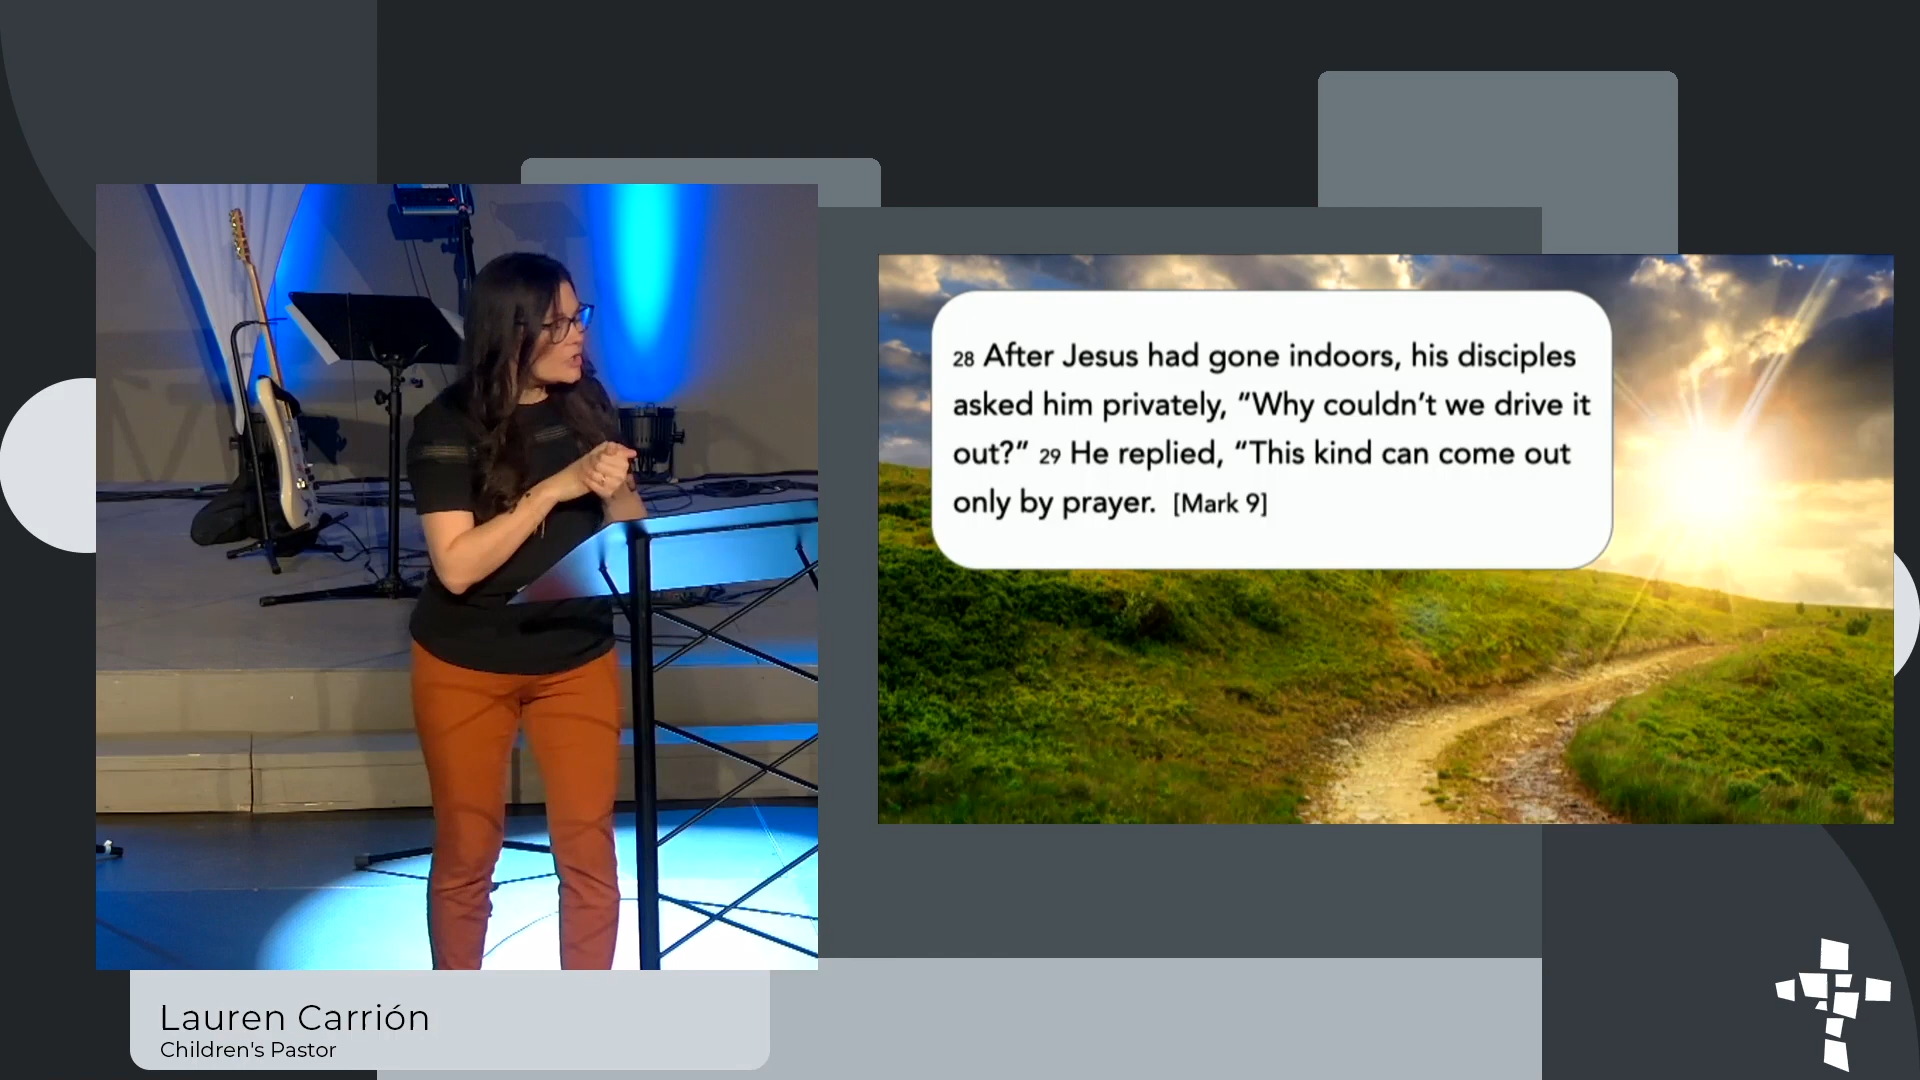 28 After Jesus had gone indoors, his disciples
asked him privately, “Why couldn’t we drive it
out?” 29 He replied, “This kind can come out
only by prayer. [Mark 9]
Lauren Carrión
Children's Pastor